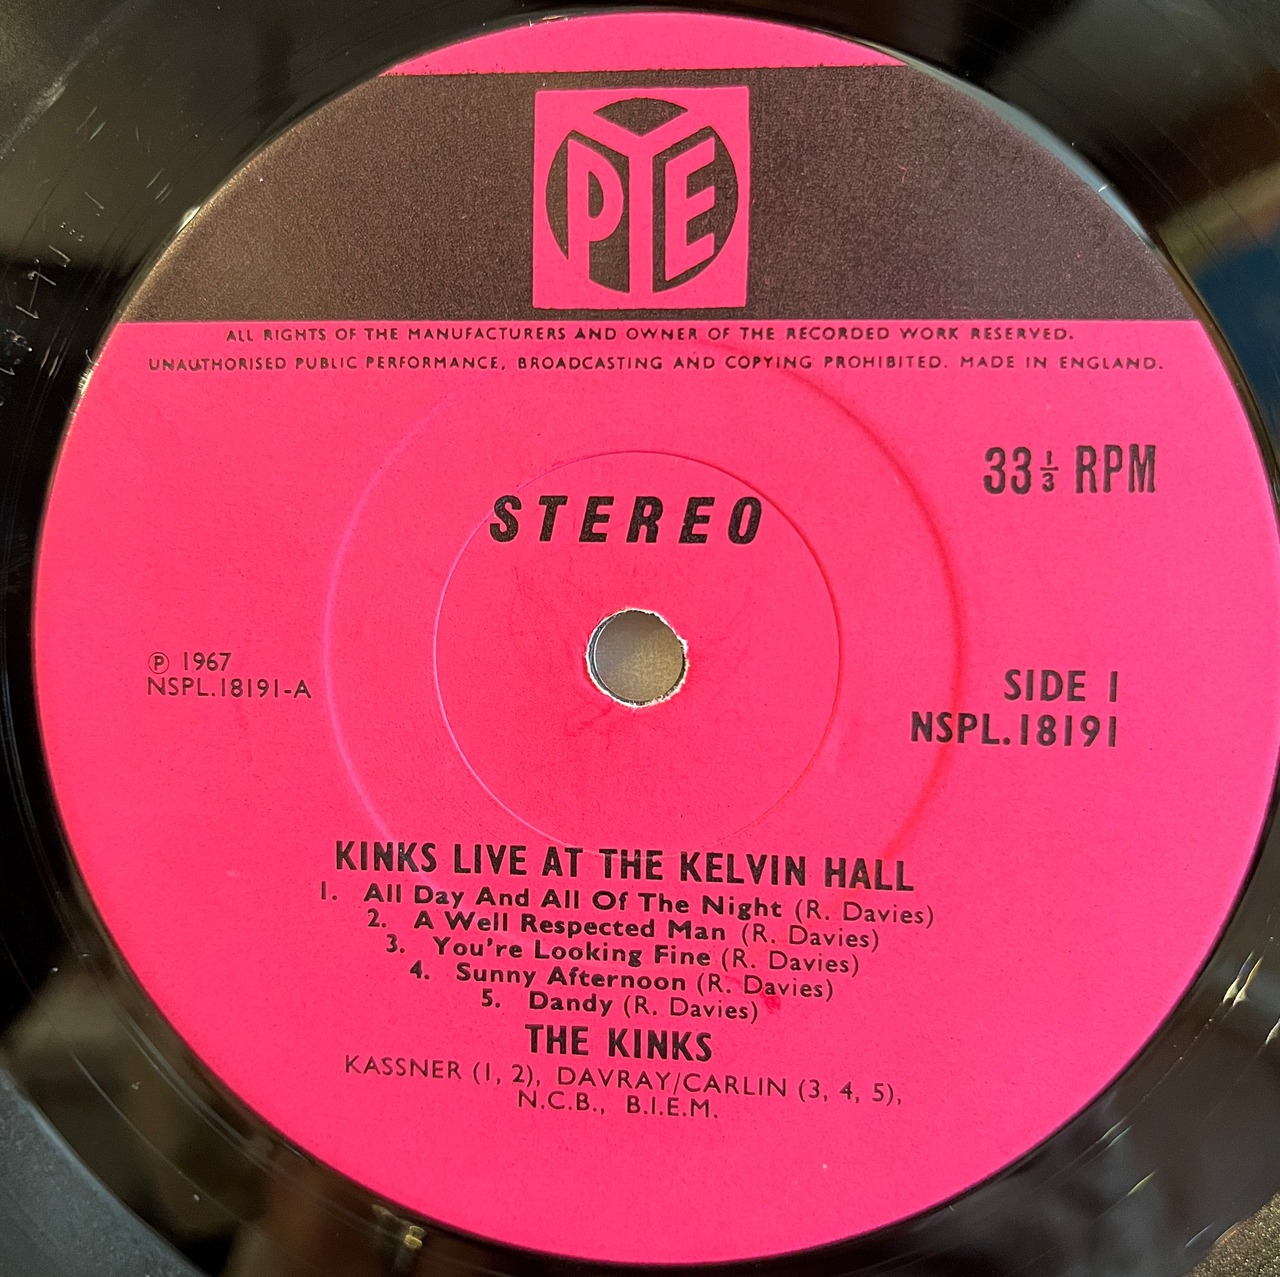 PYE
ALL RIGHTS OF THE MANUFACTURERS AND OWNER OF THE RECORDED WORK RESERVED.
UNAUTHORISED PUBLIC PERFORMANCE, BROADCASTING AND COPYING PROHIBITED. MADE IN ENGLAND.
33⅓ RPM
STEREO
℗ 1967
NSPL.18191-A
SIDE 1
NSPL.18191
KINKS LIVE AT THE KELVIN HALL
1. All Day And All Of The Night (R. Davies)
2. A Well Respected Man (R. Davies)
3. You're Looking Fine (R. Davies)
4. Sunny Afternoon (R. Davies)
5. Dandy (R. Davies)
THE KINKS
KASSNER (1, 2), DAVRAY/CARLIN (3, 4, 5),
N.C.B., B.I.E.M.